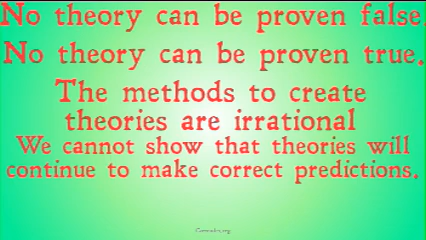 No theory can be proven false.
No theory can be proven true.
The methods to create
theories are irrational
We cannot show that theories will
continue to make correct predictions.